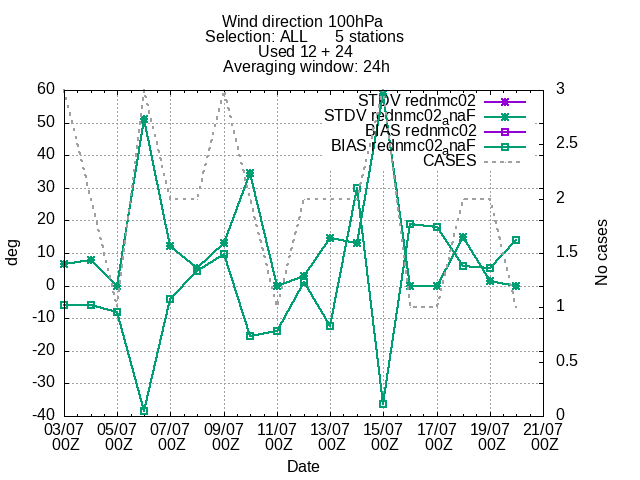 Wind direction 100hPa
Selection: ALL 5 stations
Used 12 + 24
Averaging window: 24h
STDV rednmc02
STDV rednmc02anaF
BIAS rednmc02
BIAS rednmc02anaF
CASES
60
50
40
30
20
10
0
-10
-20
-30
-40
deg
3
2.5
2
1.5
1
0.5
0
No cases
03/07 05/07 07/07 09/07 11/07 13/07 15/07 17/07 19/07 21/07
00Z 00Z 00Z 00Z 00Z 00Z 00Z 00Z 00Z 00Z
Date